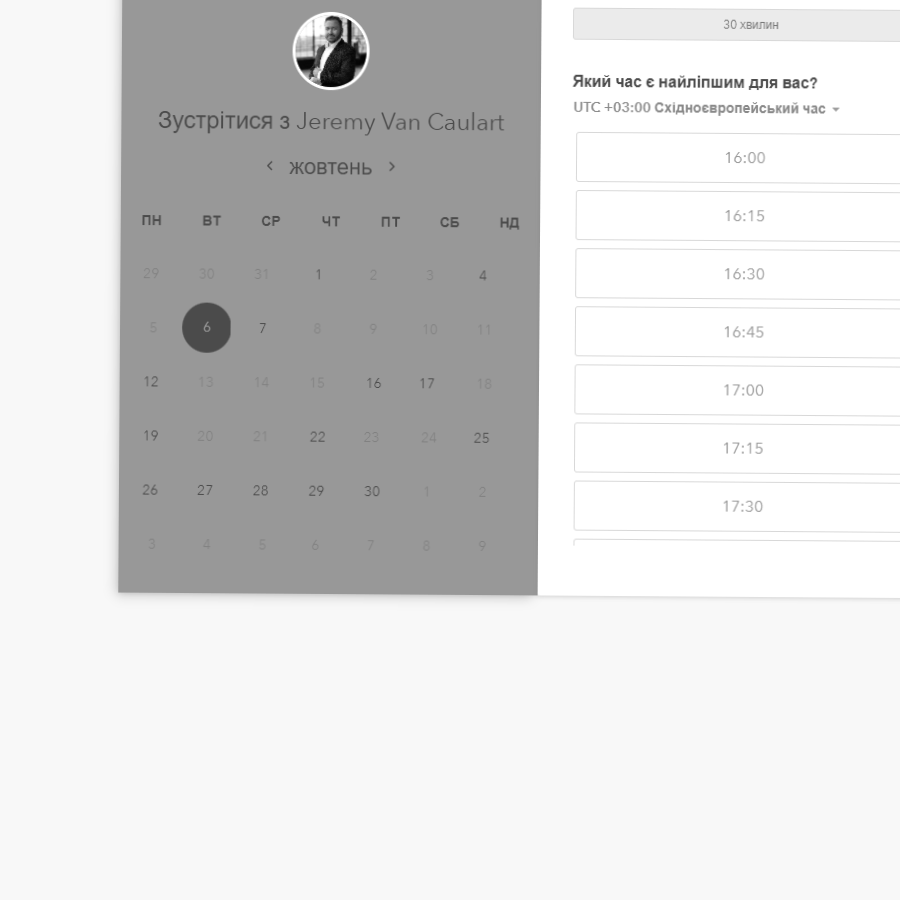 Зустрітися з Jeremy Van Caulart
жовтень
ПН ВТ СР ЧТ ПТ СБ НД
29 30 31 1 2 3 4
5 6 7 8 9 10 11
12 13 14 15 16 17 18
19 20 21 22 23 24 25
26 27 28 29 30 1 2
3 4 5 6 7 8 9
30 хвилин
Який час є найліпшим для вас?
UTC +03:00 Східноєвропейський час
16:00
16:15
16:30
16:45
17:00
17:15
17:30